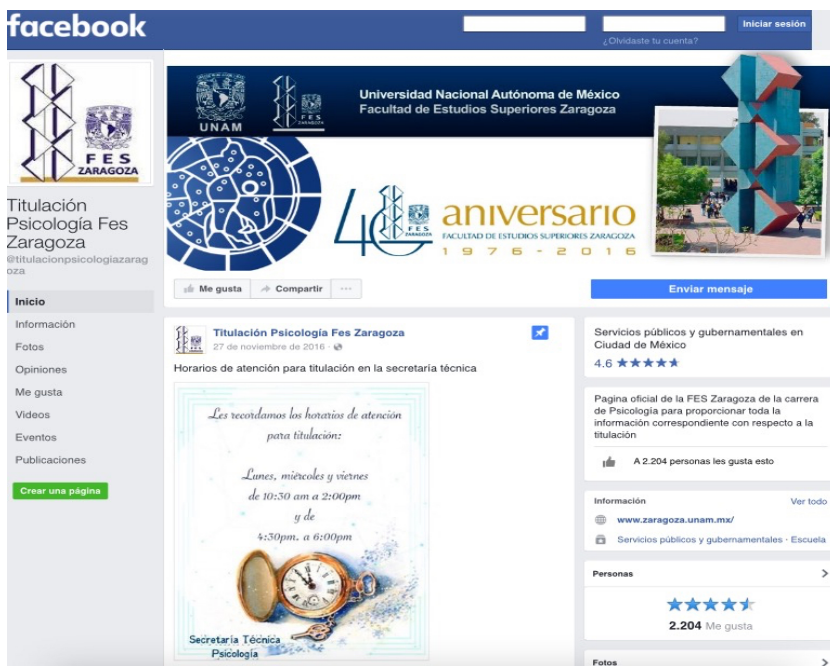 facebook
Iniciar sesión
¿Olvidaste tu cuenta?
FES
ZARAGOZA
Titulación
Psicología Fes
Zaragoza
@titulacionpsicologiazarag
oza
Inicio
Información
Fotos
Opiniones
Me gusta
Videos
Eventos
Publicaciones
Crear una página
UNAM
FES
ZARAGOZA
Universidad Nacional Autónoma de México
Facultad de Estudios Superiores Zaragoza
40
FES
ZARAGOZA
aniversario
FACULTAD DE ESTUDIOS SUPERIORES ZARAGOZA
1976-2016
Me gusta
Compartir
...
Enviar mensaje
Titulación Psicología Fes Zaragoza
27 de noviembre de 2016 ·
Horarios de atención para titulación en la secretaría técnica
Les recordamos los horarios de atención
para titulación:
Lunes, miércoles y viernes
de 10:30 am a 2:00pm
y de
4:30pm. a 6:00pm
Secretaría Técnica
Psicología
Servicios públicos y gubernamentales en
Ciudad de México
4.6
Pagina oficial de la FES Zaragoza de la carrera
de Psicología para proporcionar toda la
información correspondiente con respecto a la
titulación
A 2.204 personas les gusta esto
Información
Ver todo
www.zaragoza.unam.mx/
Servicios públicos y gubernamentales · Escuela
Personas
2.204 Me gusta
Fotos